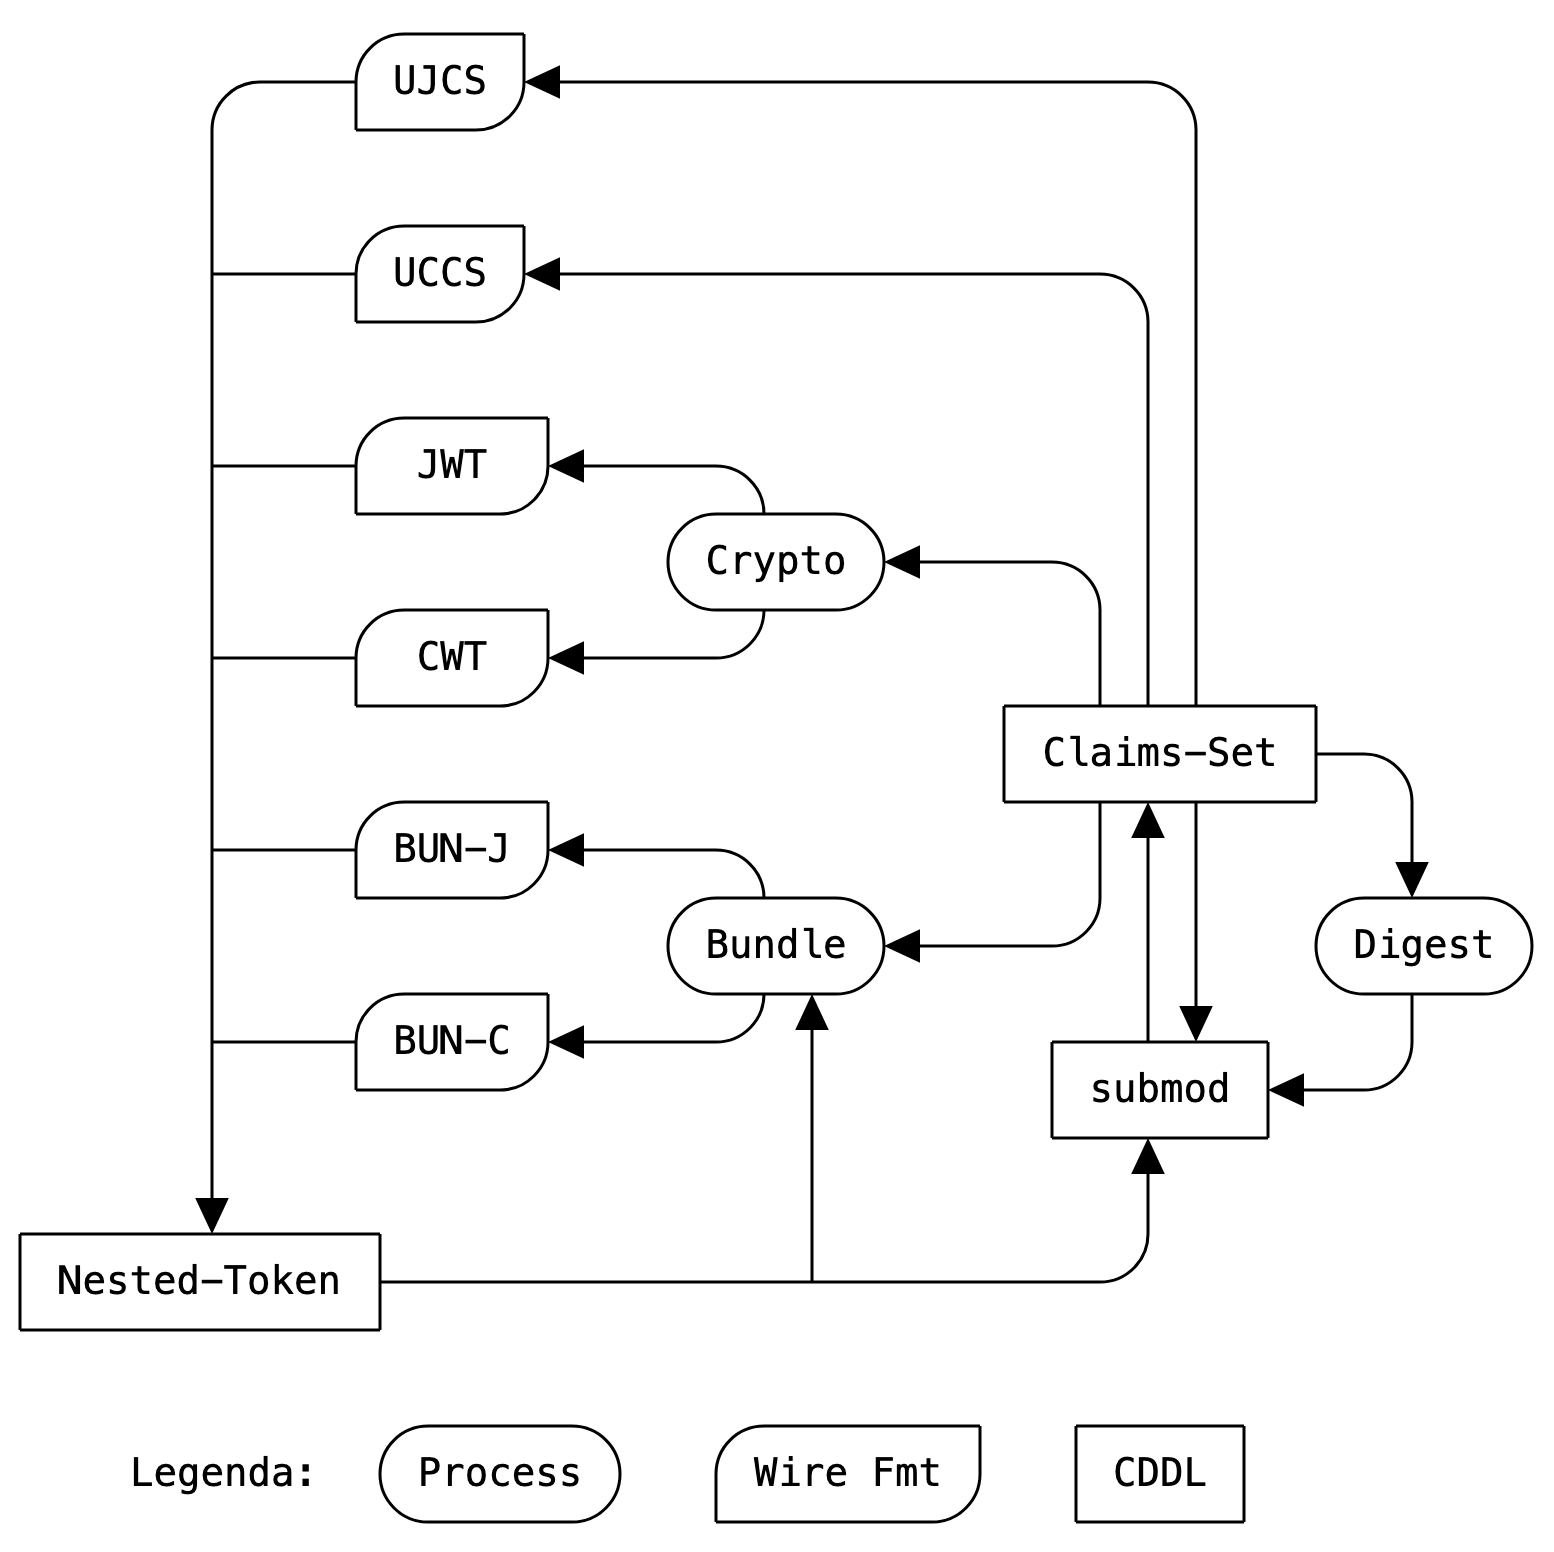 UJCS
UCCS
JWT
Crypto
CWT
Claims-Set
BUN-J
Bundle
Digest
BUN-C
submod
Nested-Token
Legenda: Process Wire Fmt CDDL